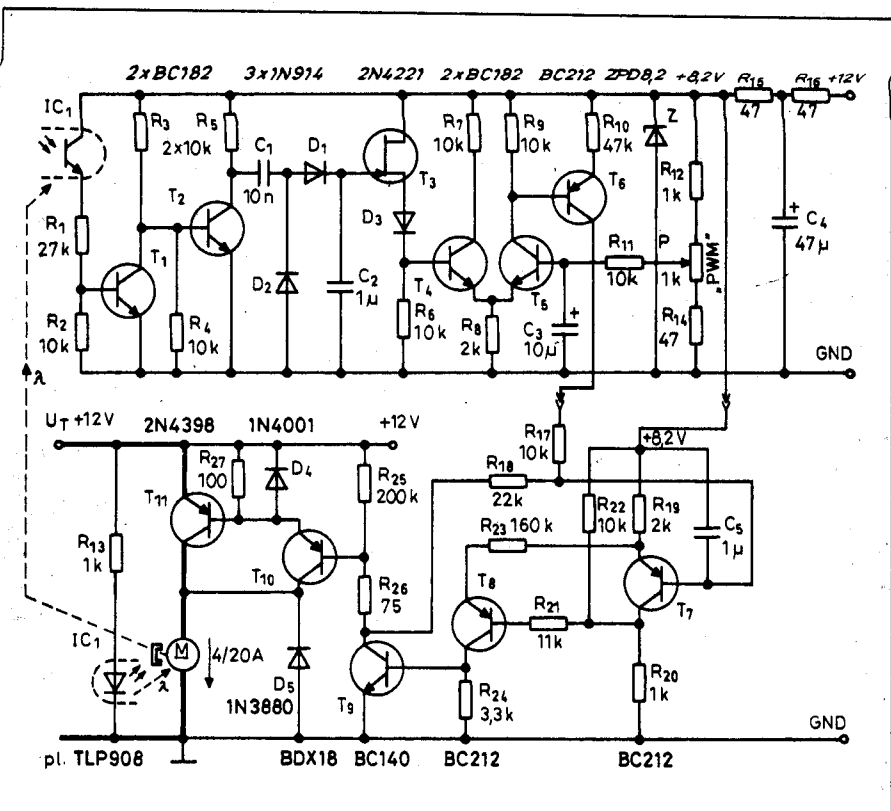 2xBC182 3x1N914 2N4221 2xBC182 BC212 ZPD8,2 +8,2V R15 R16 +12V
47 47
IC1
R3 R5 R7 R9 R10 Z
2x10k 10k 10k 47k
C1 D1
10n
T3 T6
R12
1k
T2
D3
C4
47µ
+
R1
27k
T1
R11
10k
P
1k
"PWM"
D2
C2
1µ
T4
T5
+
R2
10k
R4
10k
R6
10k
R8
2k
C3
10µ
R14
47
GND
λ
UT +12V 2N4398 1N4001 +12V
R17
10k
+8,2V
R27
100
D4
R25
200k
R18
22k
T11
R22
10k
R19
2k
C5
1µ
R23 160k
R13
1k
T10
R26
75
T8
R21
11k
T7
IC1
λ
M
4/20A
D5
1N3880
T9
R24
3,3k
R20
1k
GND
pl. TLP908 BDX18 BC140 BC212 BC212